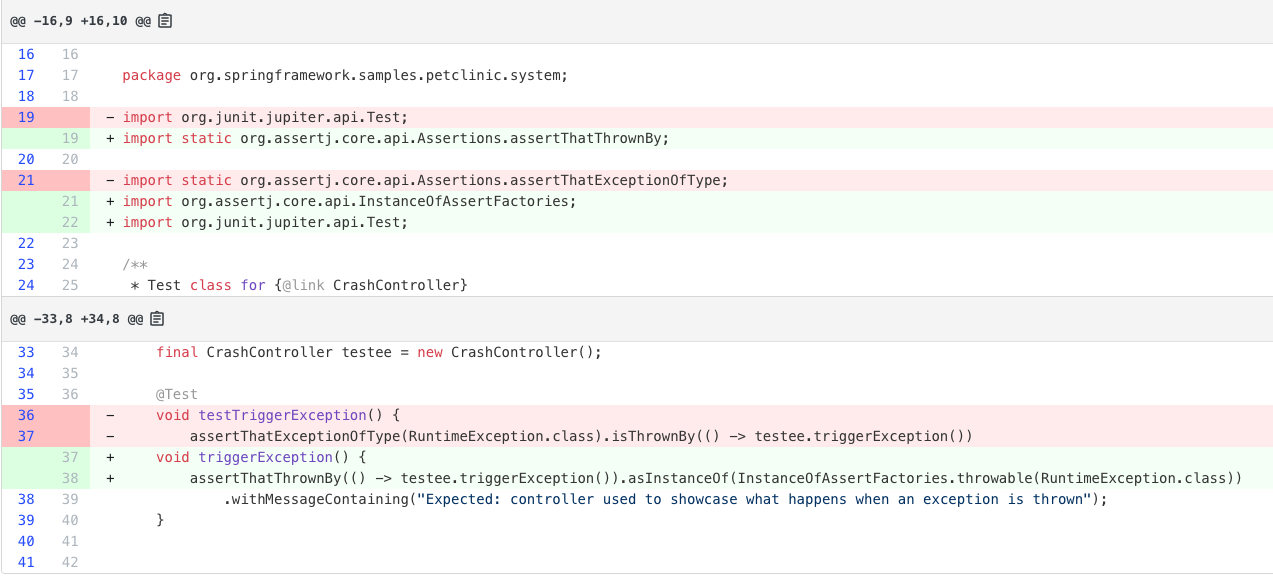 @@ -16,9 +16,10 @@
16 16
17 17 package org.springframework.samples.petclinic.system;
18 18
19 - import org.junit.jupiter.api.Test;
19 + import static org.assertj.core.api.Assertions.assertThatThrownBy;
20 20
21 - import static org.assertj.core.api.Assertions.assertThatExceptionOfType;
21 + import org.assertj.core.api.InstanceOfAssertFactories;
22 + import org.junit.jupiter.api.Test;
22 23
23 24 /**
24 25 * Test class for {@link CrashController}
@@ -33,8 +34,8 @@
33 34 final CrashController testee = new CrashController();
34 35
35 36 @Test
36 - void testTriggerException() {
37 - assertThatExceptionOfType(RuntimeException.class).isThrownBy(() -> testee.triggerException())
37 + void triggerException() {
38 + assertThatThrownBy(() -> testee.triggerException()).asInstanceOf(InstanceOfAssertFactories.throwable(RuntimeException.class))
38 39 .withMessageContaining("Expected: controller used to showcase what happens when an exception is thrown");
39 40 }
40 41
41 42